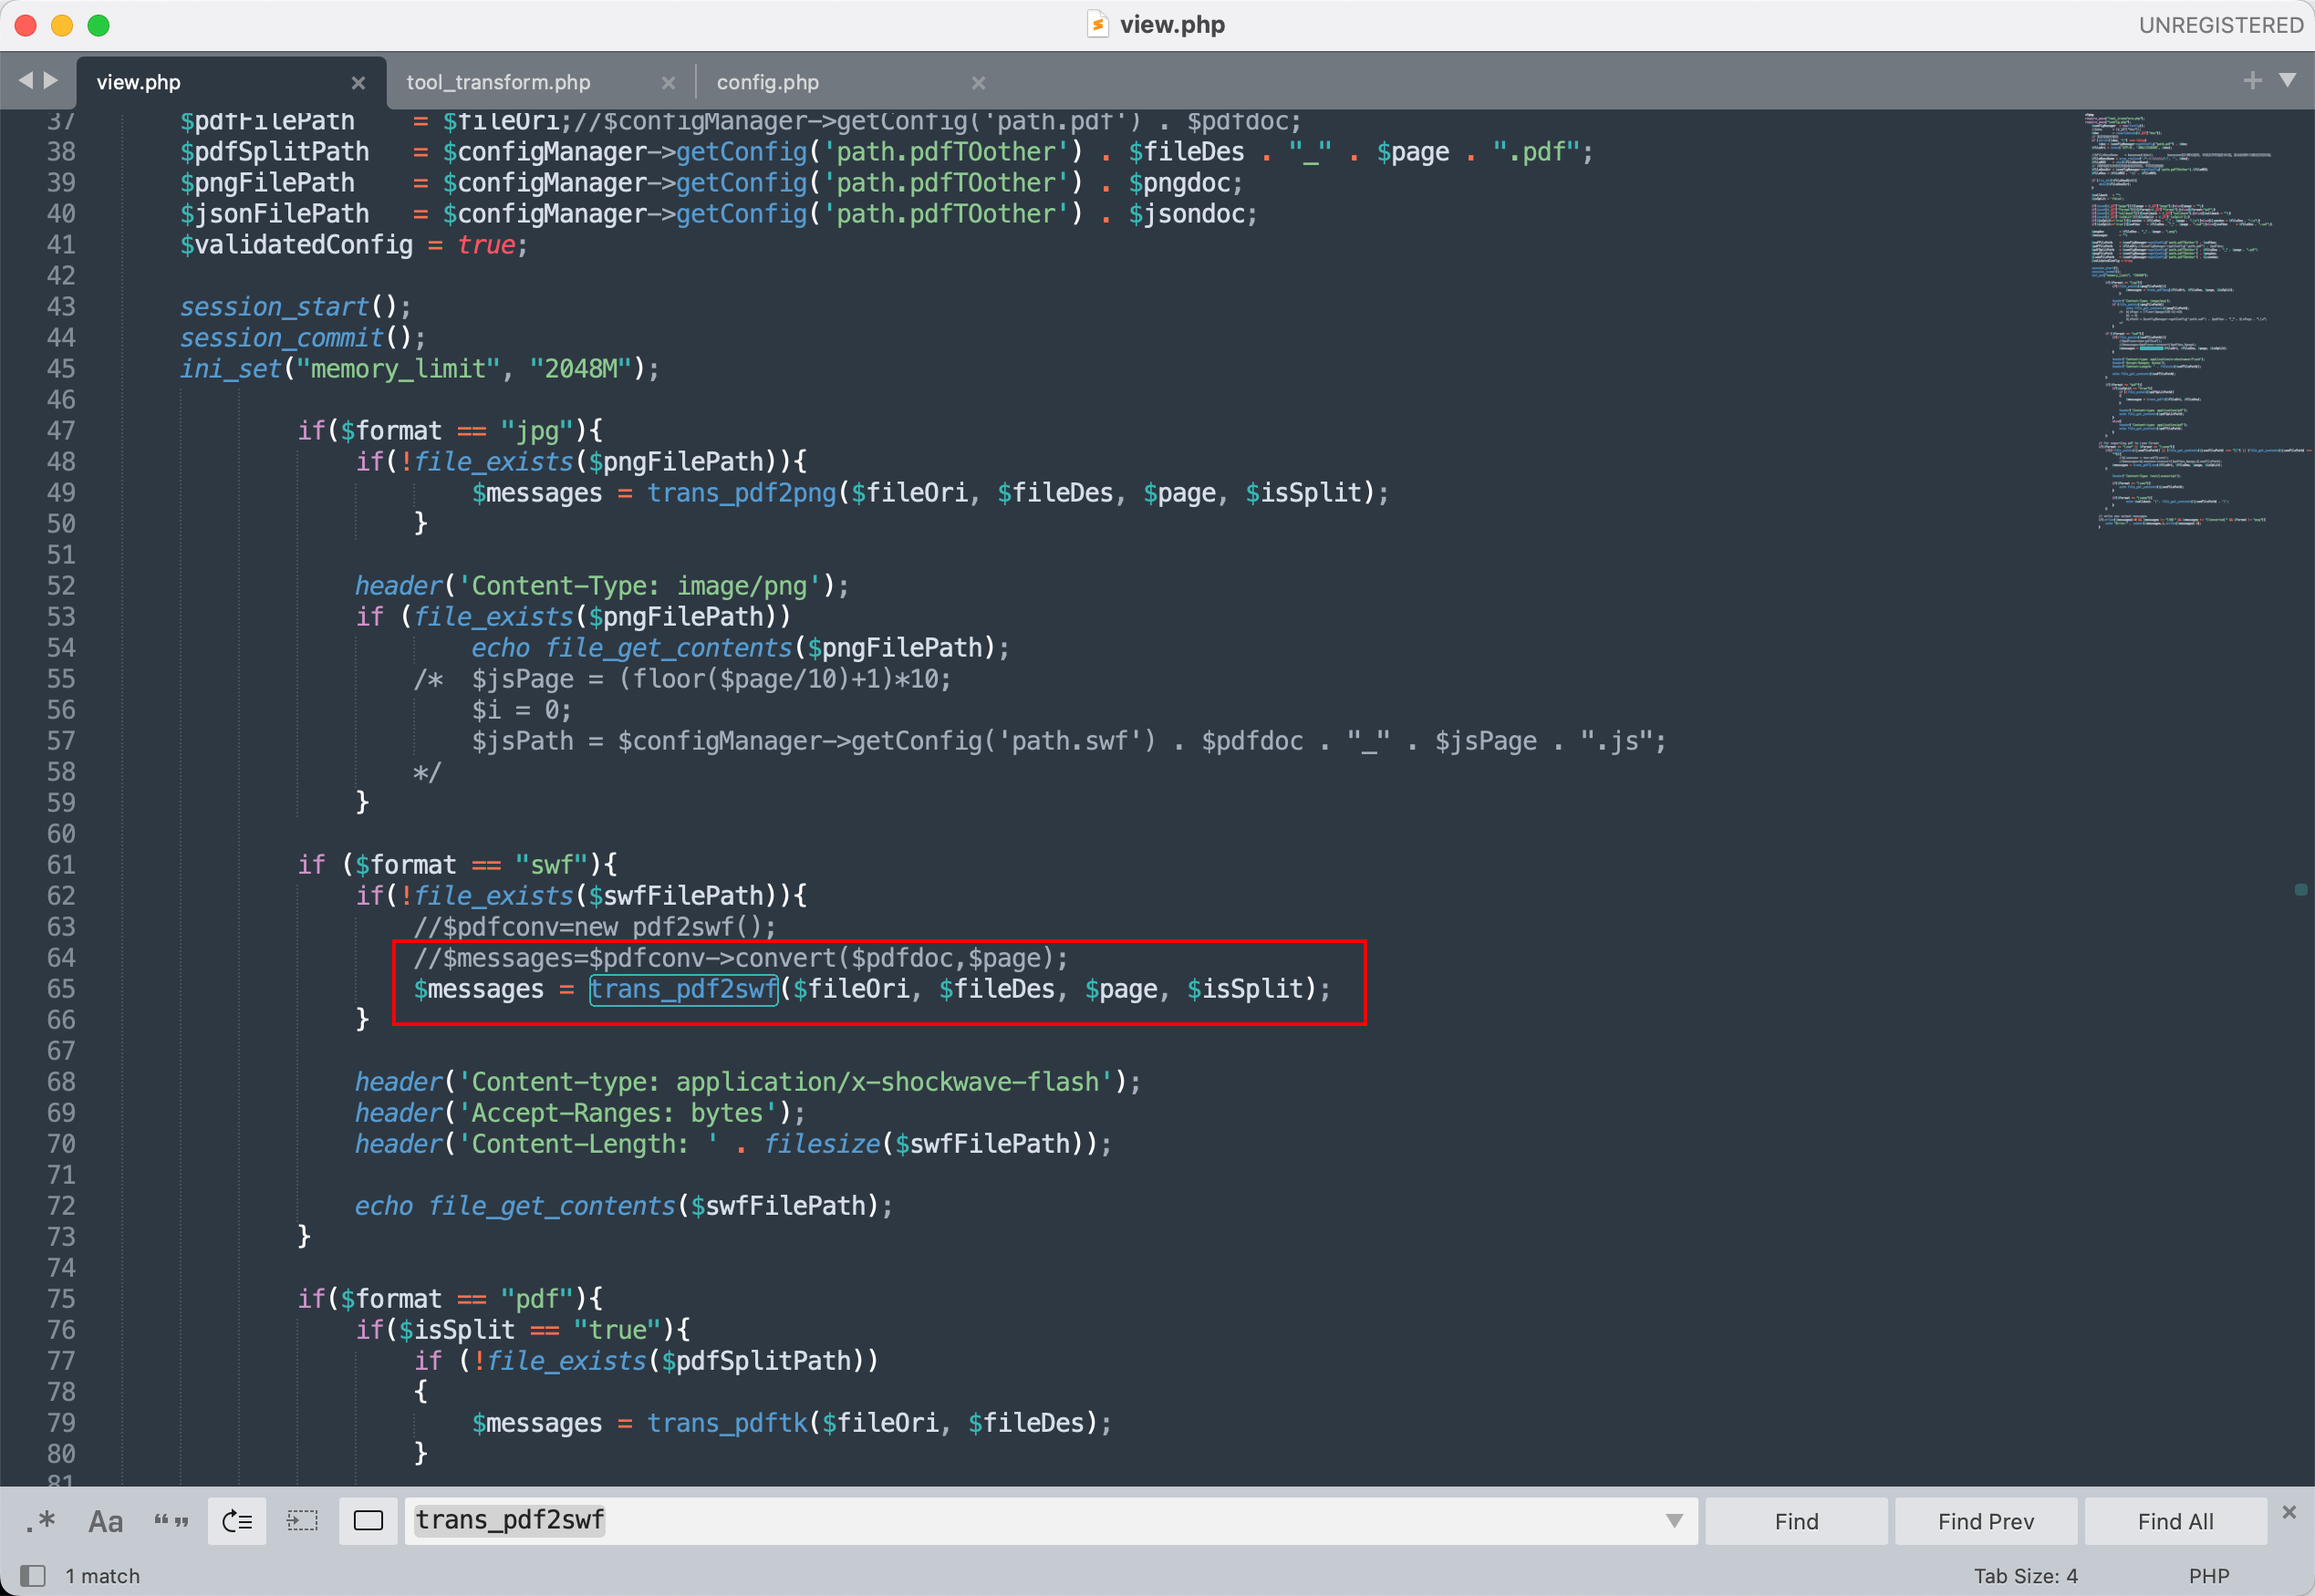 view.php
UNREGISTERED
view.php
tool_transform.php
config.php
37 $pdfFilePath = $fileOri;//$configManager->getConfig('path.pdf') . $pdfdoc;
38 $pdfSplitPath = $configManager->getConfig('path.pdfTOother') . $fileDes . "_" . $page . ".pdf";
39 $pngFilePath = $configManager->getConfig('path.pdfTOother') . $pngdoc;
40 $jsonFilePath = $configManager->getConfig('path.pdfTOother') . $jsondoc;
41 $validatedConfig = true;
42
43 session_start();
44 session_commit();
45 ini_set("memory_limit", "2048M");
46
47 if($format == "jpg"){
48 if(!file_exists($pngFilePath)){
49 $messages = trans_pdf2png($fileOri, $fileDes, $page, $isSplit);
50 }
51
52 header('Content-Type: image/png');
53 if (file_exists($pngFilePath))
54 echo file_get_contents($pngFilePath);
55 /* $jsPage = (floor($page/10)+1)*10;
56 $i = 0;
57 $jsPath = $configManager->getConfig('path.swf') . $pdfdoc . "_" . $jsPage . ".js";
58 */
59 }
60
61 if ($format == "swf"){
62 if(!file_exists($swfFilePath)){
63 //$pdfconv=new pdf2swf();
64 //$messages=$pdfconv->convert($pdfdoc,$page);
65 $messages = trans_pdf2swf($fileOri, $fileDes, $page, $isSplit);
66 }
67
68 header('Content-type: application/x-shockwave-flash');
69 header('Accept-Ranges: bytes');
70 header('Content-Length: ' . filesize($swfFilePath));
71
72 echo file_get_contents($swfFilePath);
73 }
74
75 if($format == "pdf"){
76 if($isSplit == "true"){
77 if (!file_exists($pdfSplitPath))
78 {
79 $messages = trans_pdftk($fileOri, $fileDes);
80 }
81
.* Aa “” trans_pdf2swf Find Find Prev Find All
1 match Tab Size: 4 PHP